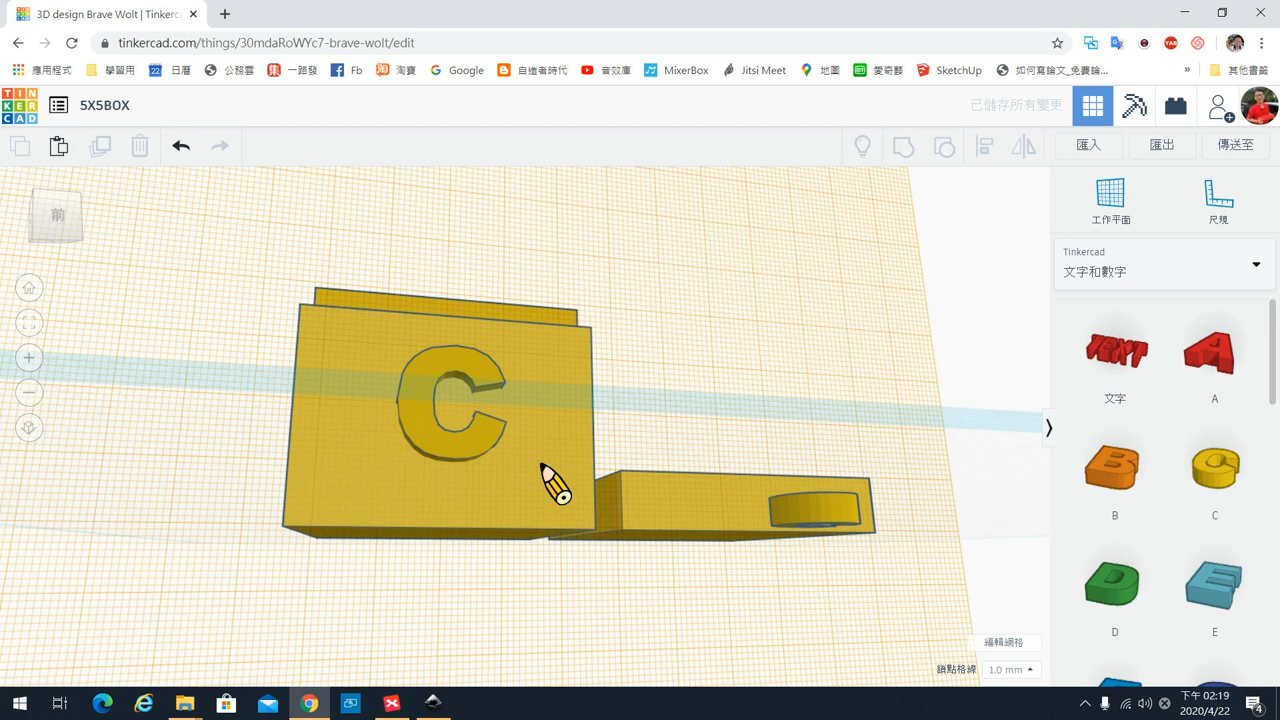 3D design Brave Wolt | Tinkerc
tinkercad.com/things/30mdaRoWYc7-brave-wolt/edit
應用程式
學習用
22
日曆
公務雲
集
一路發
Fb
淘寶
Google
自造者時代
音效庫
MixerBox
Jitsi Meet
地圖
愛奇藝
SketchUp
如何寫論文_免費論...
»
其他書籤
TIN
KER
CAD
5X5BOX
已儲存所有變更
匯入
匯出
傳送至
前
C
工作平面
尺規
Tinkercad
文字和數字
TEXT
A
文字
A
B
C
B
C
D
E
D
E
編輯網格
鎖點格線
1.0 mm
下午 02:19
2020/4/22
4